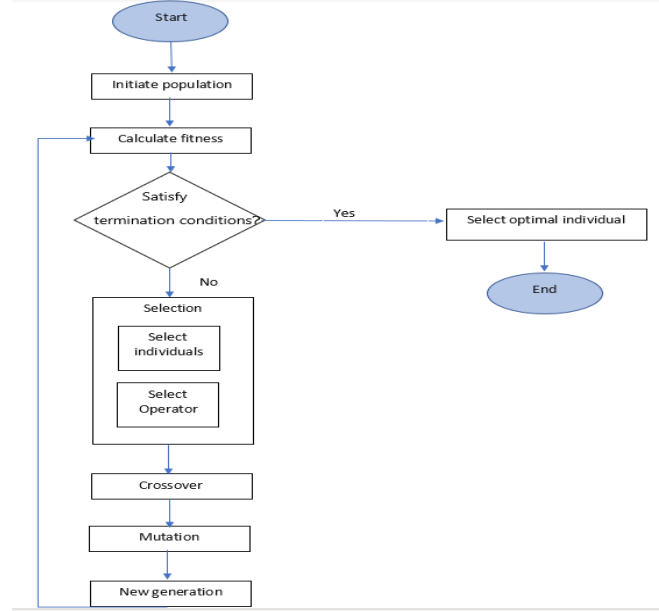 Start
Initiate population
Calculate fitness
Satisfy
termination conditions?
Yes
Select optimal individual
End
No
Selection
Select
individuals
Select
Operator
Crossover
Mutation
New generation